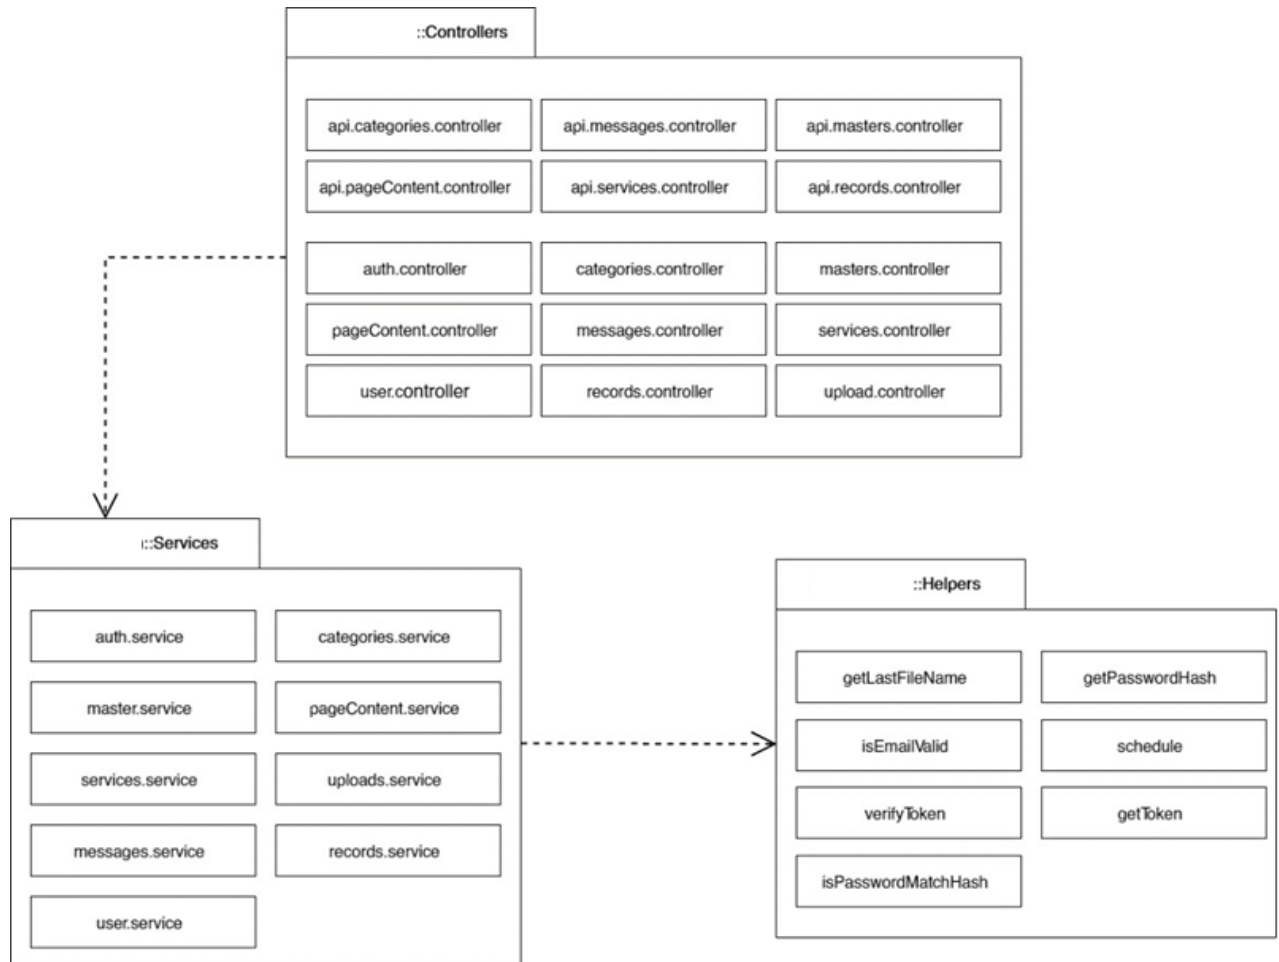 ::Controllers
api.categories.controller
api.messages.controller
api.masters.controller
api.pageContent.controller
api.services.controller
api.records.controller
auth.controller
categories.controller
masters.controller
pageContent.controller
messages.controller
services.controller
user.controller
records.controller
upload.controller
::Services
auth.service
categories.service
master.service
pageContent.service
services.service
uploads.service
messages.service
records.service
user.service
::Helpers
getLastFileName
getPasswordHash
isEmailValid
schedule
verifyToken
getToken
isPasswordMatchHash